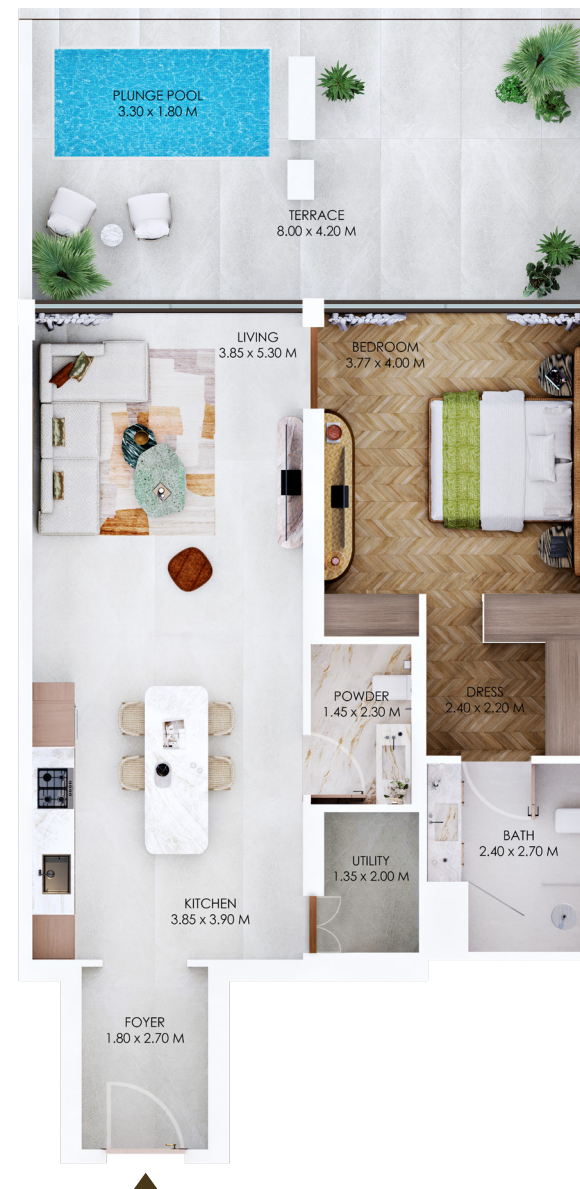 PLUNGE POOL
3.30 x 1.80 M
TERRACE
8.00 x 4.20 M
LIVING
3.85 x 5.30 M
BEDROOM
3.77 x 4.00 M
POWDER
1.45 x 2.30 M
DRESS
2.40 x 2.20 M
BATH
2.40 x 2.70 M
UTILITY
1.35 x 2.00 M
KITCHEN
3.85 x 3.90 M
FOYER
1.80 x 2.70 M